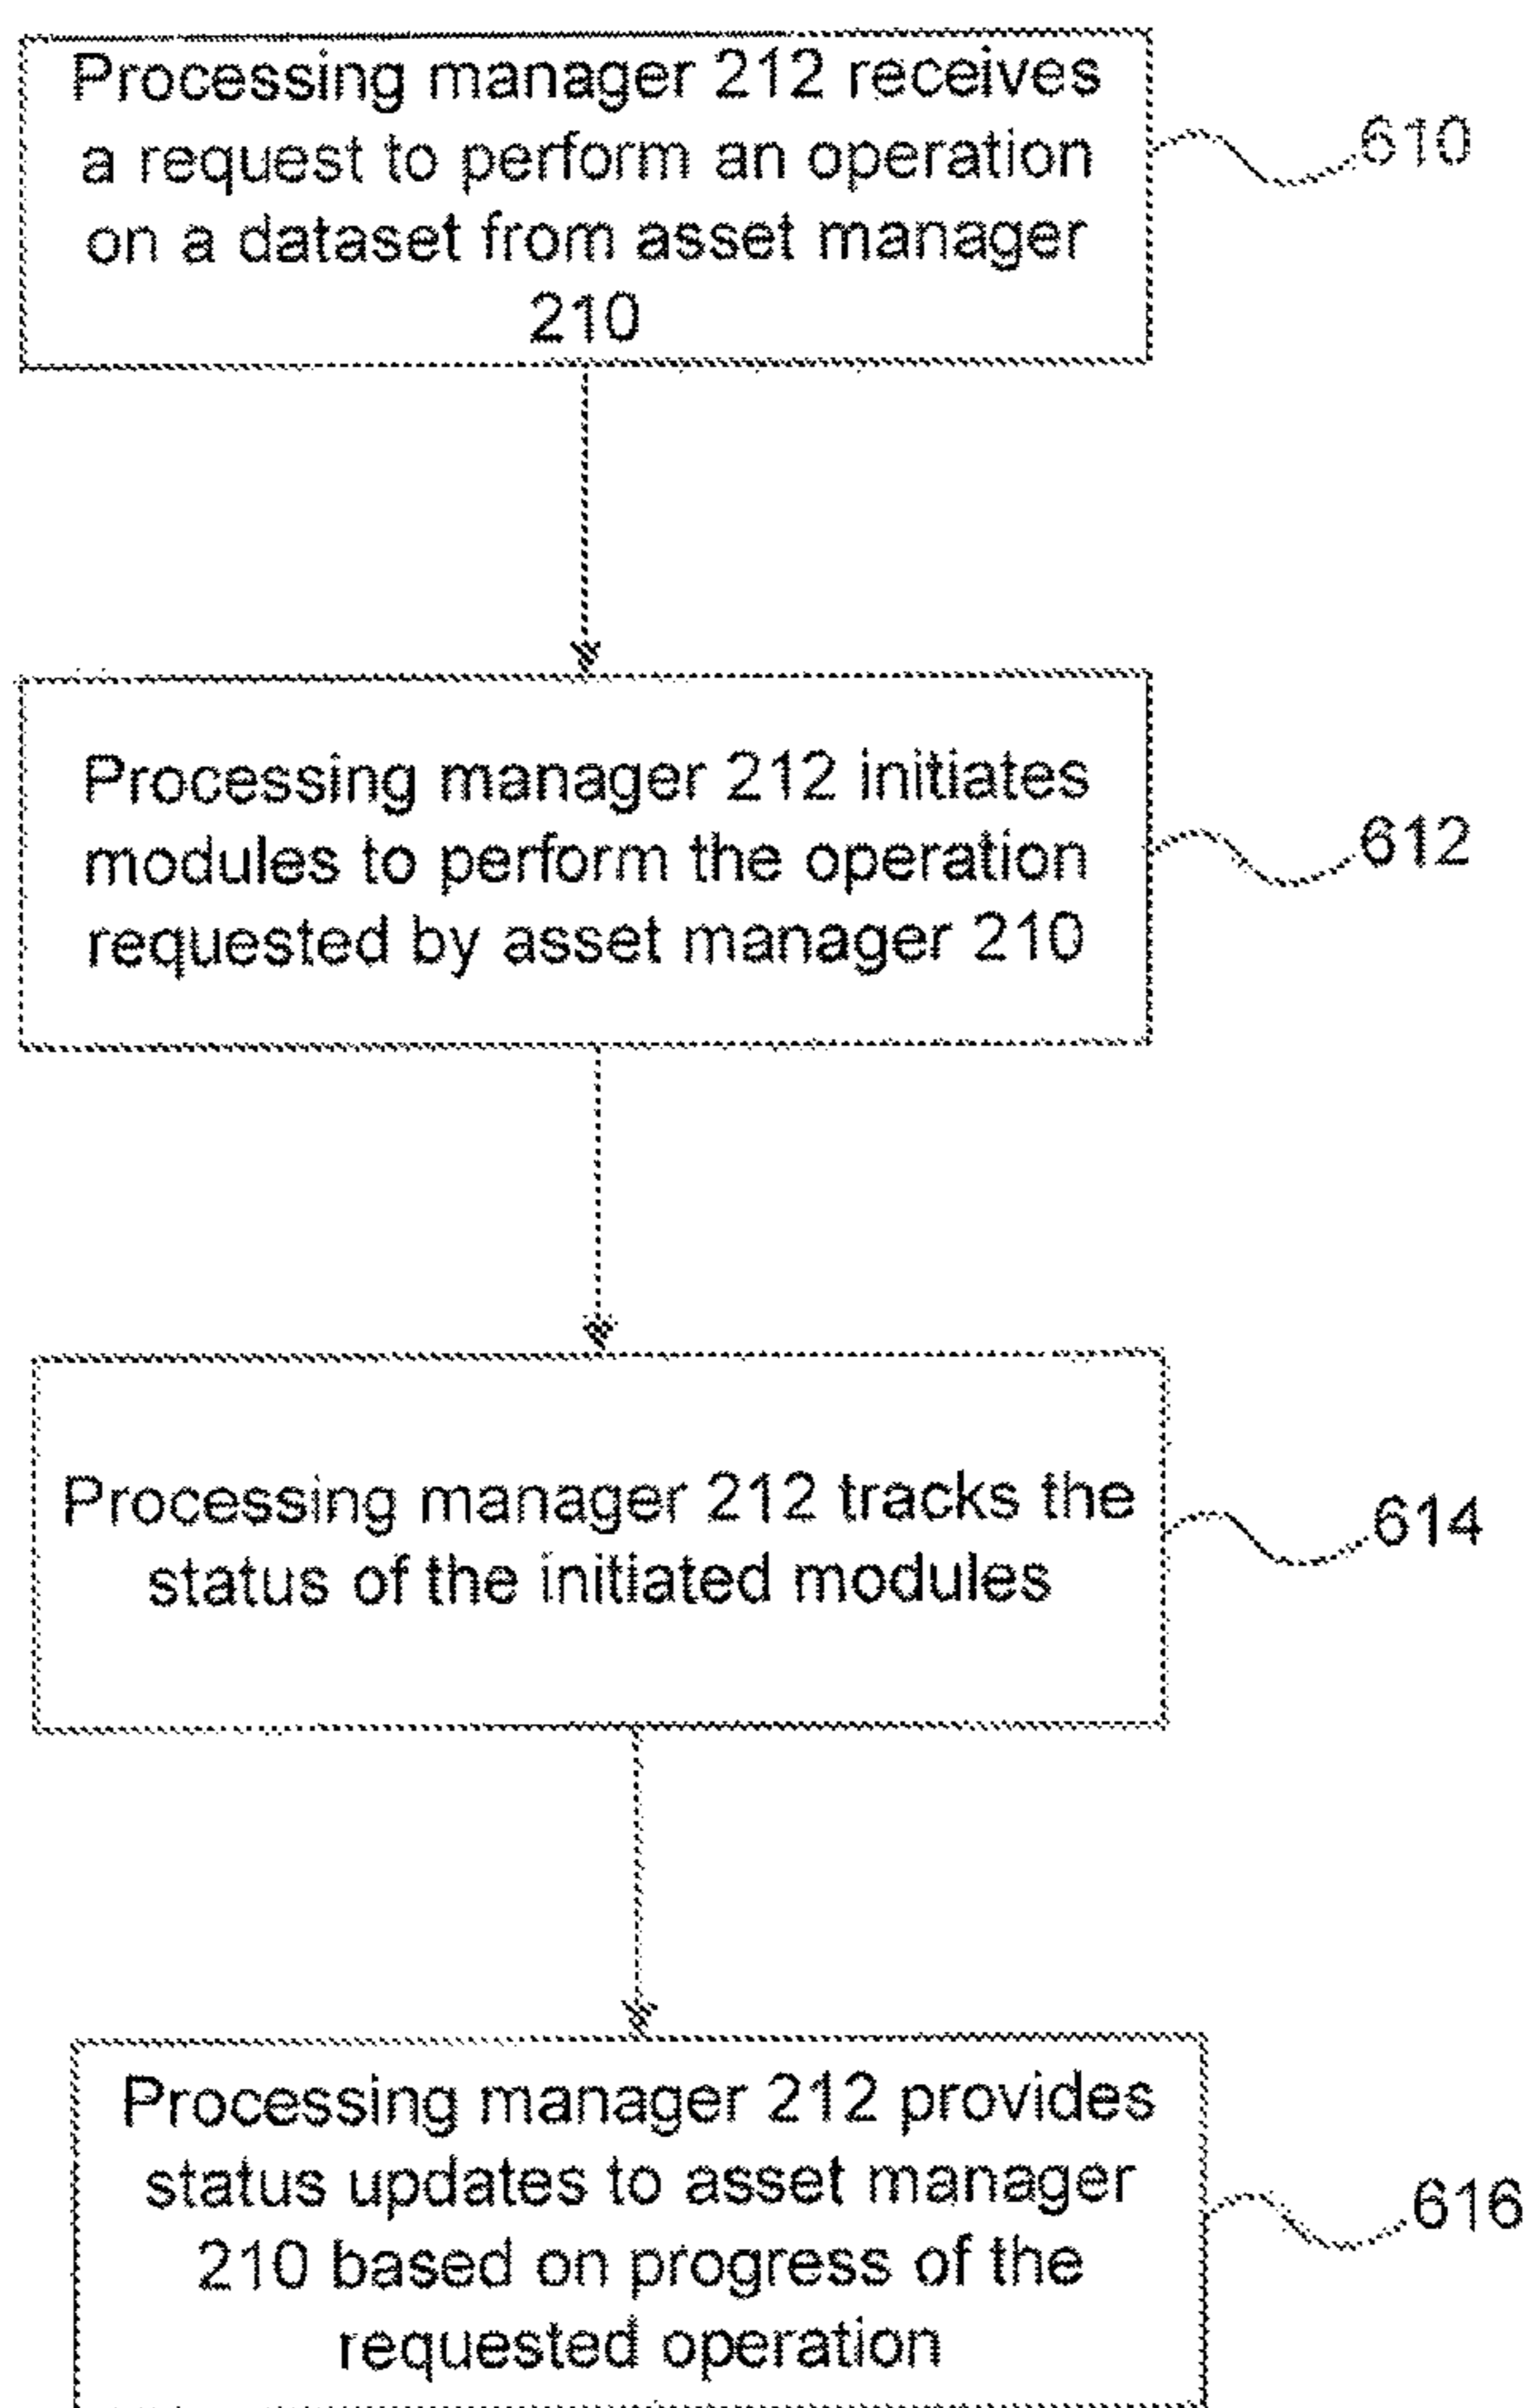 Processing manager 212 receives
a request to perform an operation
on a dataset from asset manager
210
610
Processing manager 212 initiates
modules to perform the operation
requested by asset manager 210
612
Processing manager 212 tracks the
status of the initiated modules
614
Processing manager 212 provides
status updates to asset manager
210 based on progress of the
requested operation
616